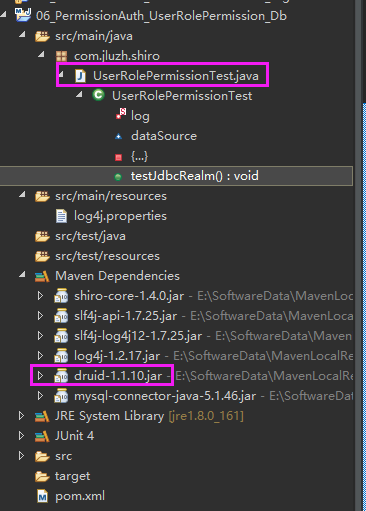 06_PermissionAuth_UserRolePermission_Db
src/main/java
com.jluzh.shiro
UserRolePermissionTest.java
UserRolePermissionTest
log
dataSource
{...}
testJdbcRealm() : void
src/main/resources
log4j.properties
src/test/java
src/test/resources
Maven Dependencies
shiro-core-1.4.0.jar - E:\SoftwareData\MavenLocal
slf4j-api-1.7.25.jar - E:\SoftwareData\MavenLocal
slf4j-log4j12-1.7.25.jar - E:\SoftwareData\Maven
log4j-1.2.17.jar - E:\SoftwareData\MavenLocalRe
druid-1.1.10.jar - E:\SoftwareData\MavenLocalRe
mysql-connector-java-5.1.46.jar - E:\SoftwareData
JRE System Library [jre1.8.0_161]
JUnit 4
src
target
pom.xml